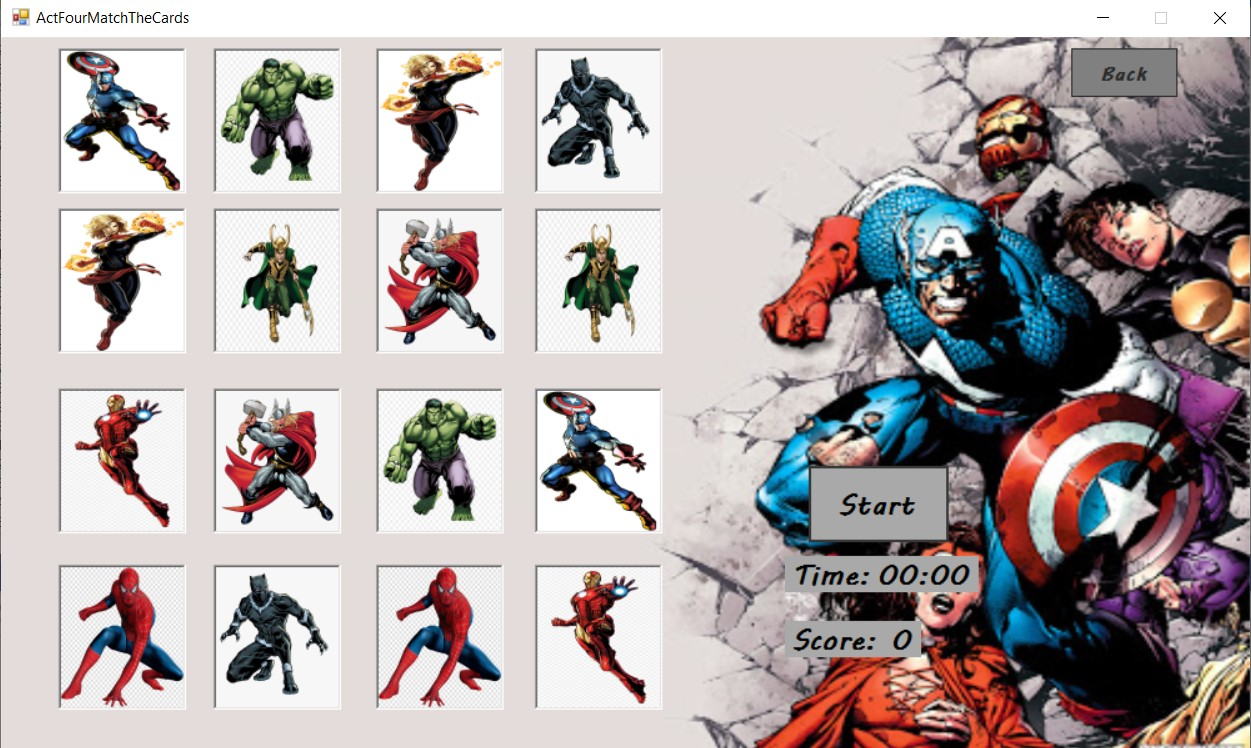 ActFourMatchTheCards
Back
Start
Time: 00:00
Score: 0
A